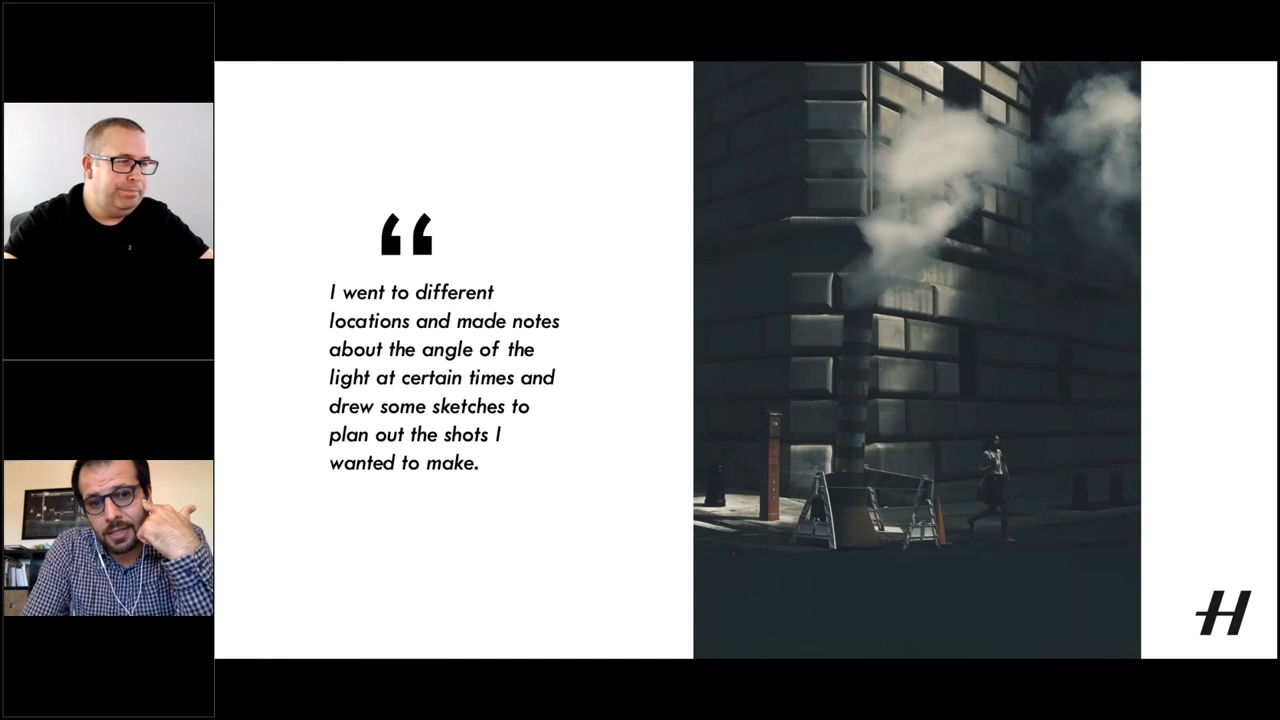 “
I went to different
locations and made notes
about the angle of the
light at certain times and
drew some sketches to
plan out the shots I
wanted to make.
H